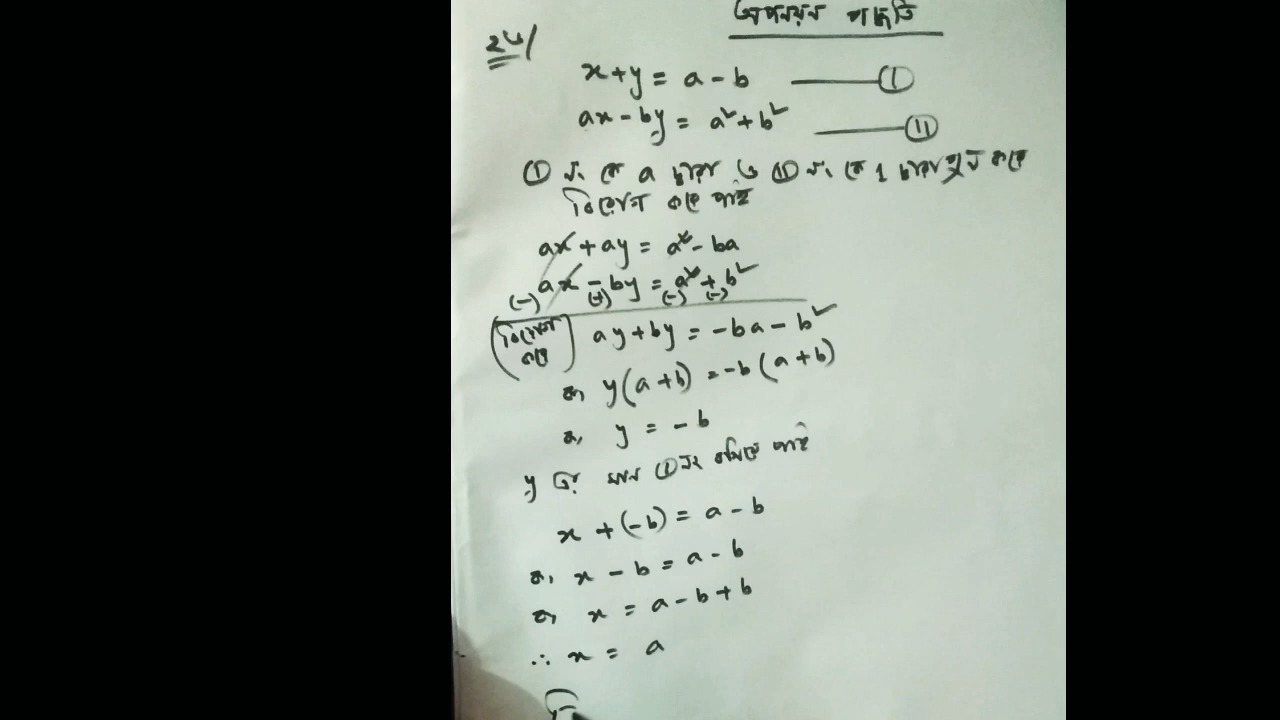 অপনয়ন পদ্ধতি
২৬/
x + y = a - b ——— (I)
ax - by = a² + b² ——— (II)
(I) নং কে a দ্বারা ও (II) নং কে 1 দ্বারা গুন করে
বিয়োগ করে পাই
ax + ay = a² - ba
ax - by = a² + b²
(-) (+) (-) (-)
(বিয়োগ করে) ay + by = -ba - b²
বা, y(a+b) = -b(a+b)
বা, y = -b
y এর মান (I) নং বসিয়ে পাই
x + (-b) = a - b
বা, x - b = a - b
বা, x = a - b + b
∴ x = a